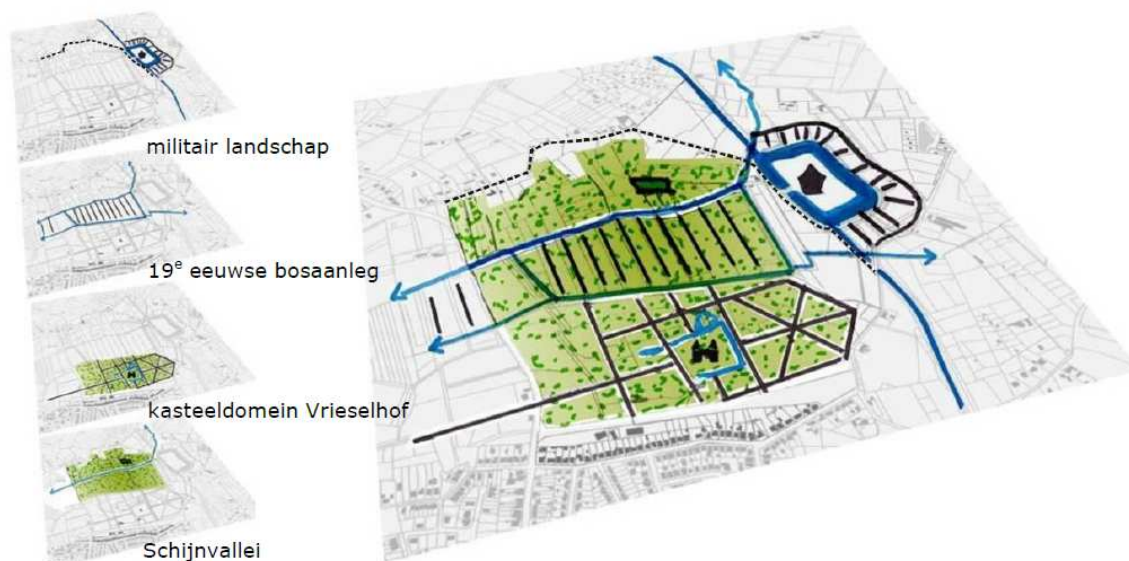 militair landschap
19e eeuwse bosaanleg
kasteeldomein Vrieselhof
Schijnvallei